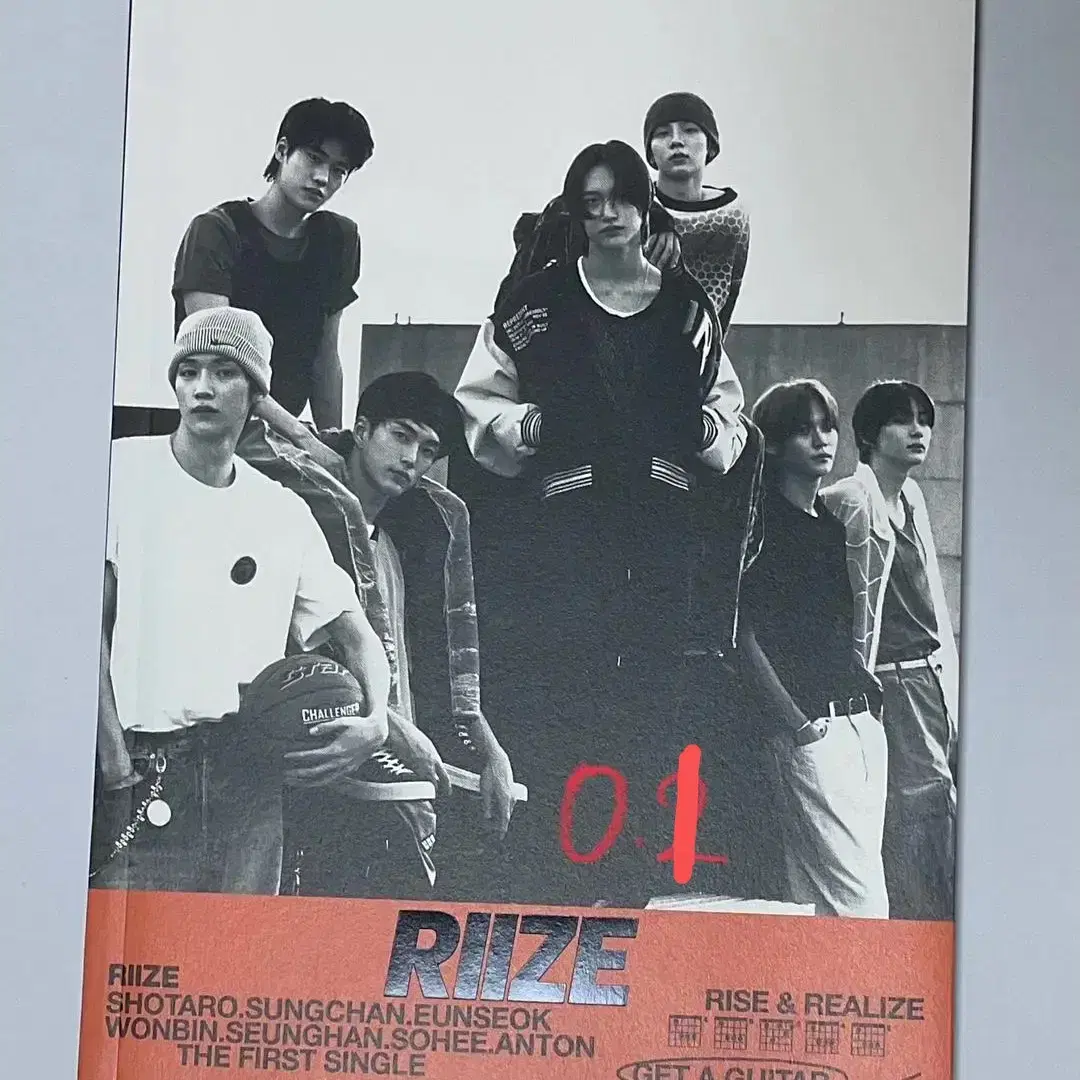 CHALLENGER
0.1
RIIZE
RIIZE
SHOTARO.SUNGCHAN.EUNSEOK
WONBIN.SEUNGHAN.SOHEE.ANTON
THE FIRST SINGLE
RISE & REALIZE
GET A GUITAR